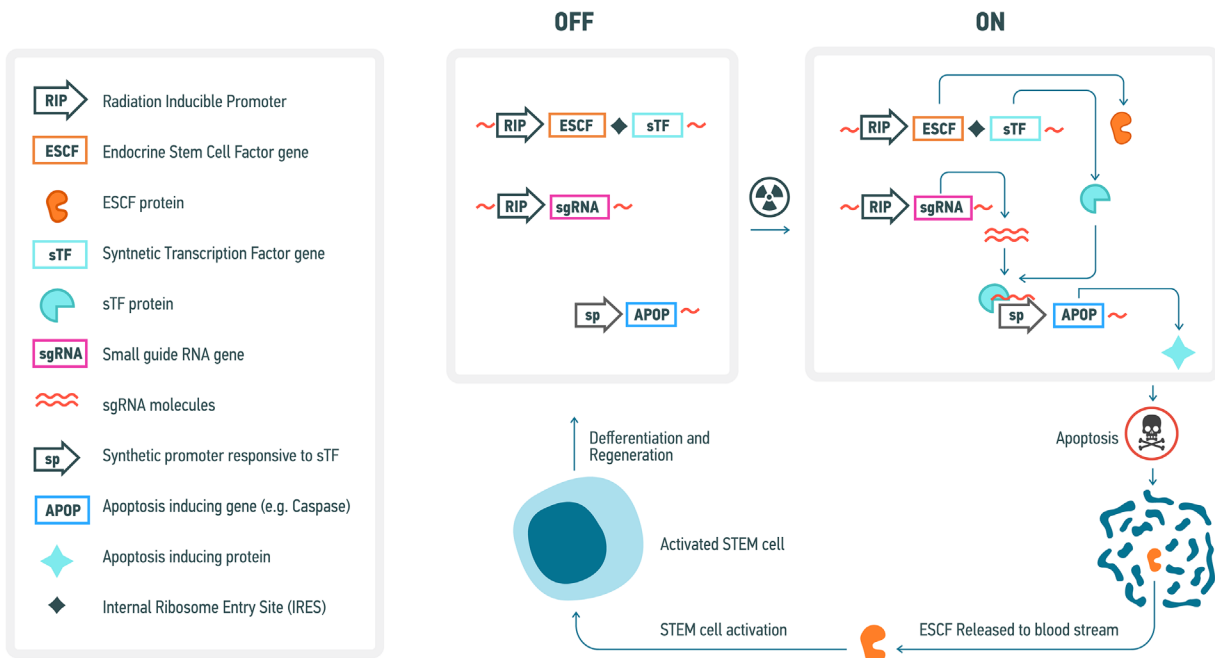 OFF
ON
RIP
Radiation Inducible Promoter
ESCF
Endocrine Stem Cell Factor gene
ESCF protein
sTF
Syntnetic Transcription Factor gene
sTF protein
sgRNA
Small guide RNA gene
sgRNA molecules
sp
Synthetic promoter responsive to sTF
APOP
Apoptosis inducing gene (e.g. Caspase)
Apoptosis inducing protein
Internal Ribosome Entry Site (IRES)
RIP ESCF sTF
RIP sgRNA
sp APOP
RIP ESCF sTF
RIP sgRNA
sp APOP
Apoptosis
Defferentiation and
Regeneration
Activated STEM cell
STEM cell activation
ESCF Released to blood stream